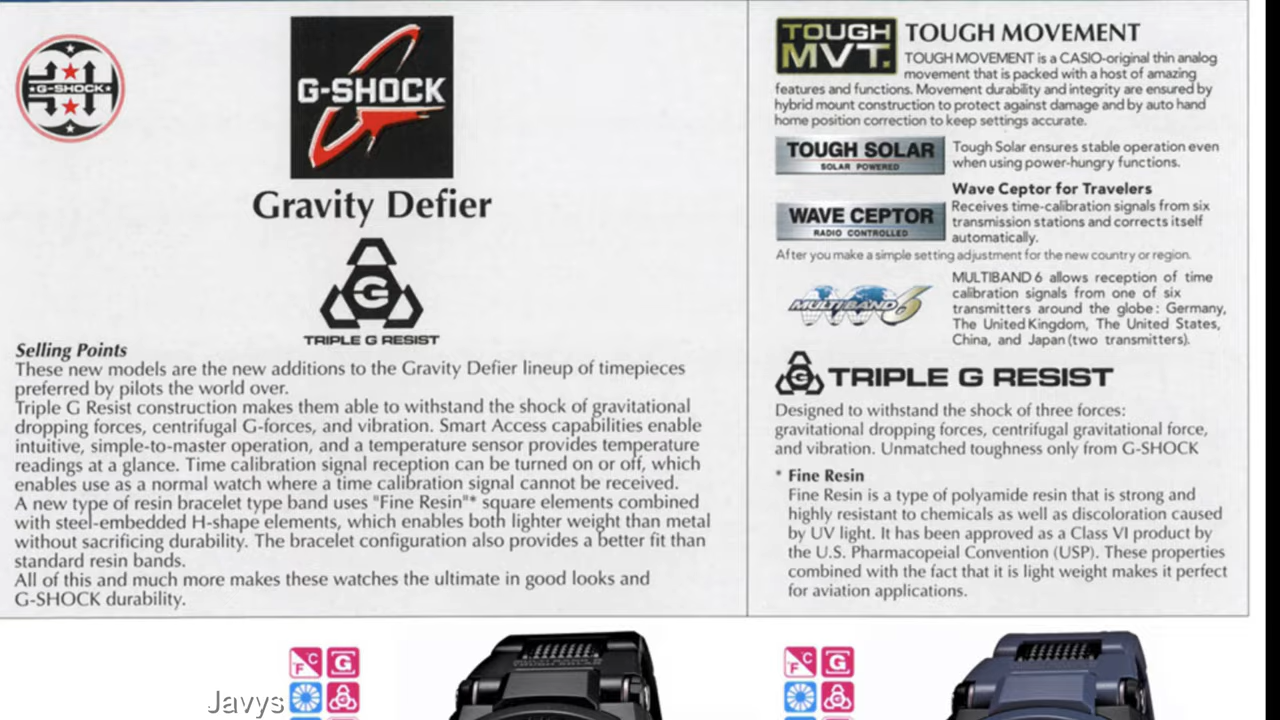 G-SHOCK
G-SHOCK
Gravity Defier
G
TRIPLE G RESIST
Selling Points
These new models are the new additions to the Gravity Defier lineup of timepieces
preferred by pilots the world over.
Triple G Resist construction makes them able to withstand the shock of gravitational
dropping forces, centrifugal G-forces, and vibration. Smart Access capabilities enable
intuitive, simple-to-master operation, and a temperature sensor provides temperature
readings at a glance. Time calibration signal reception can be turned on or off, which
enables use as a normal watch where a time calibration signal cannot be received.
A new type of resin bracelet type band uses "Fine Resin"* square elements combined
with steel-embedded H-shape elements, which enables both lighter weight than metal
without sacrificing durability. The bracelet configuration also provides a better fit than
standard resin bands.
All of this and much more makes these watches the ultimate in good looks and
G-SHOCK durability.
TOUGH
MVT.
TOUGH MOVEMENT
TOUGH MOVEMENT is a CASIO-original thin analog
movement that is packed with a host of amazing
features and functions. Movement durability and integrity are ensured by
hybrid mount construction to protect against damage and by auto hand
home position correction to keep settings accurate.
TOUGH SOLAR
SOLAR POWERED
Tough Solar ensures stable operation even
when using power-hungry functions.
Wave Ceptor for Travelers
WAVE CEPTOR
RADIO CONTROLLED
Receives time-calibration signals from six
transmission stations and corrects itself
automatically.
After you make a simple setting adjustment for the new country or region.
MULTIBAND 6
MULTIBAND 6 allows reception of time
calibration signals from one of six
transmitters around the globe: Germany,
The United Kingdom, The United States,
China, and Japan (two transmitters).
G TRIPLE G RESIST
Designed to withstand the shock of three forces:
gravitational dropping forces, centrifugal gravitational force,
and vibration. Unmatched toughness only from G-SHOCK
* Fine Resin
Fine Resin is a type of polyamide resin that is strong and
highly resistant to chemicals as well as discoloration caused
by UV light. It has been approved as a Class VI product by
the U.S. Pharmacopeial Convention (USP). These properties
combined with the fact that it is light weight makes it perfect
for aviation applications.
F C G
F C G
Javys